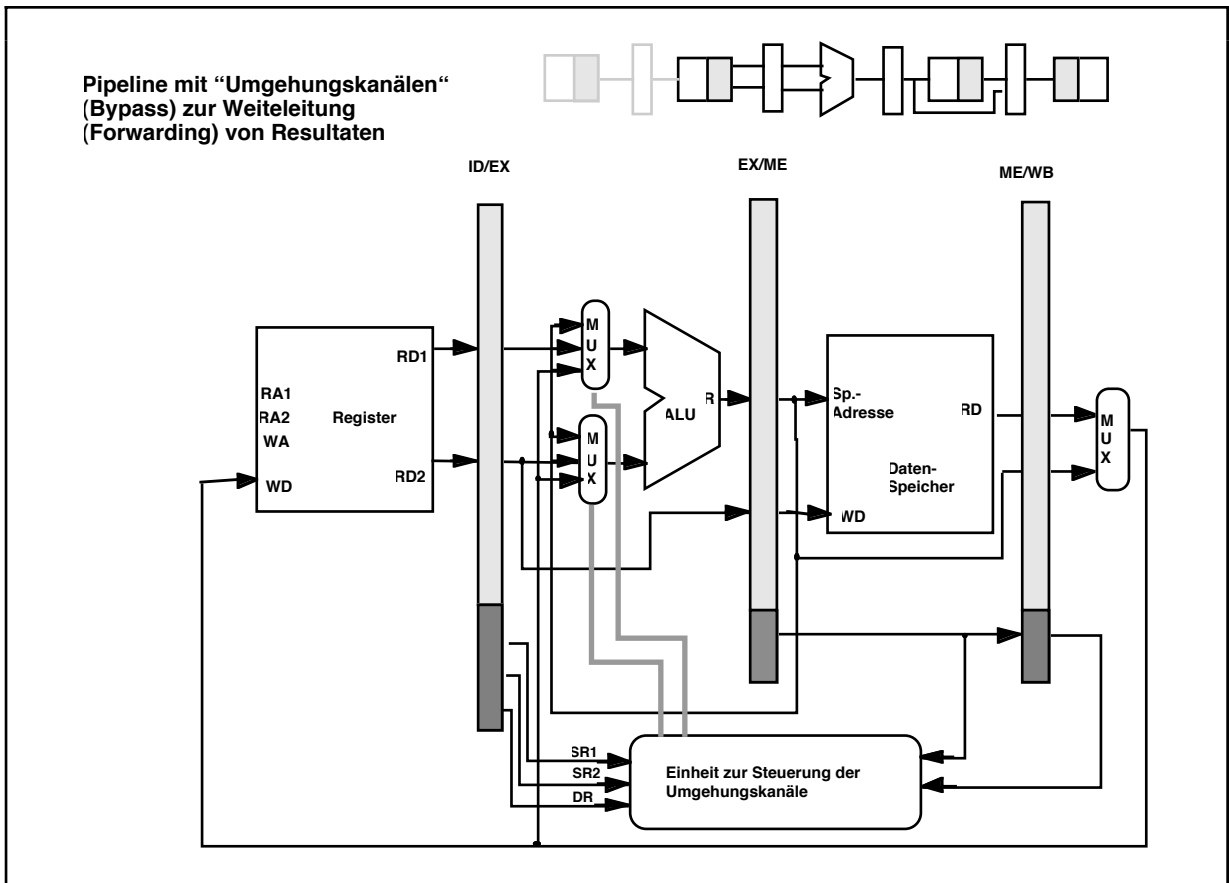 Pipeline mit “Umgehungskanälen“
(Bypass) zur Weiteleitung
(Forwarding) von Resultaten
ID/EX
EX/ME
ME/WB
M
U
X
RD1
RA1
RA2
WA
Register
RD2
WD
M
U
X
R
ALU
Sp.-
Adresse
RD
Daten-
Speicher
WD
M
U
X
SR1
SR2
DR
Einheit zur Steuerung der
Umgehungskanäle